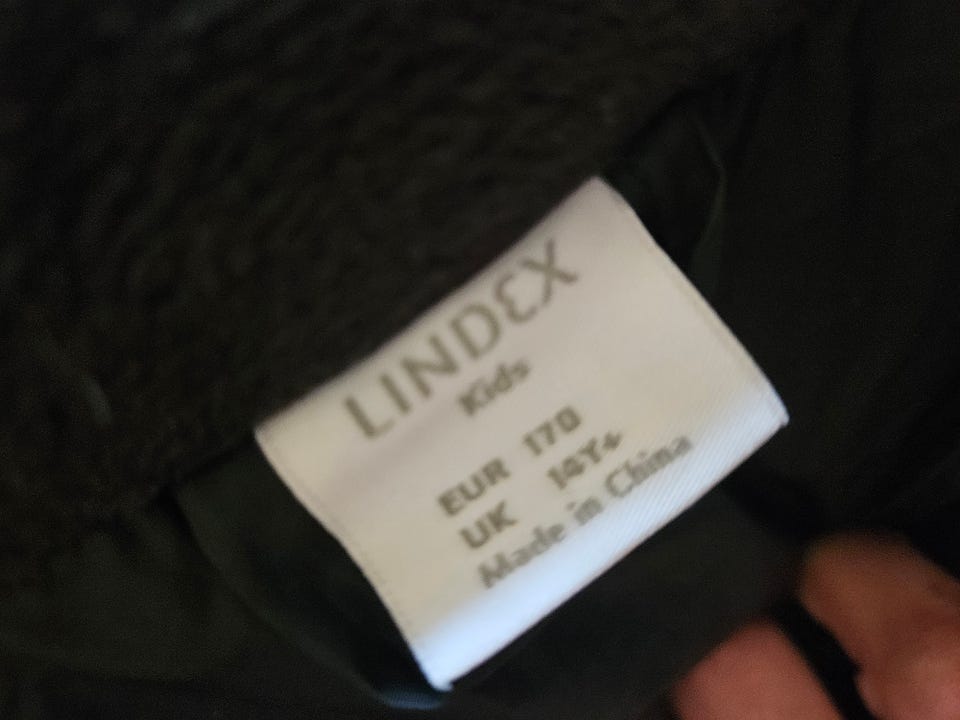 LINDEX
Kids
EUR 170
UK 14Y+
Made in China